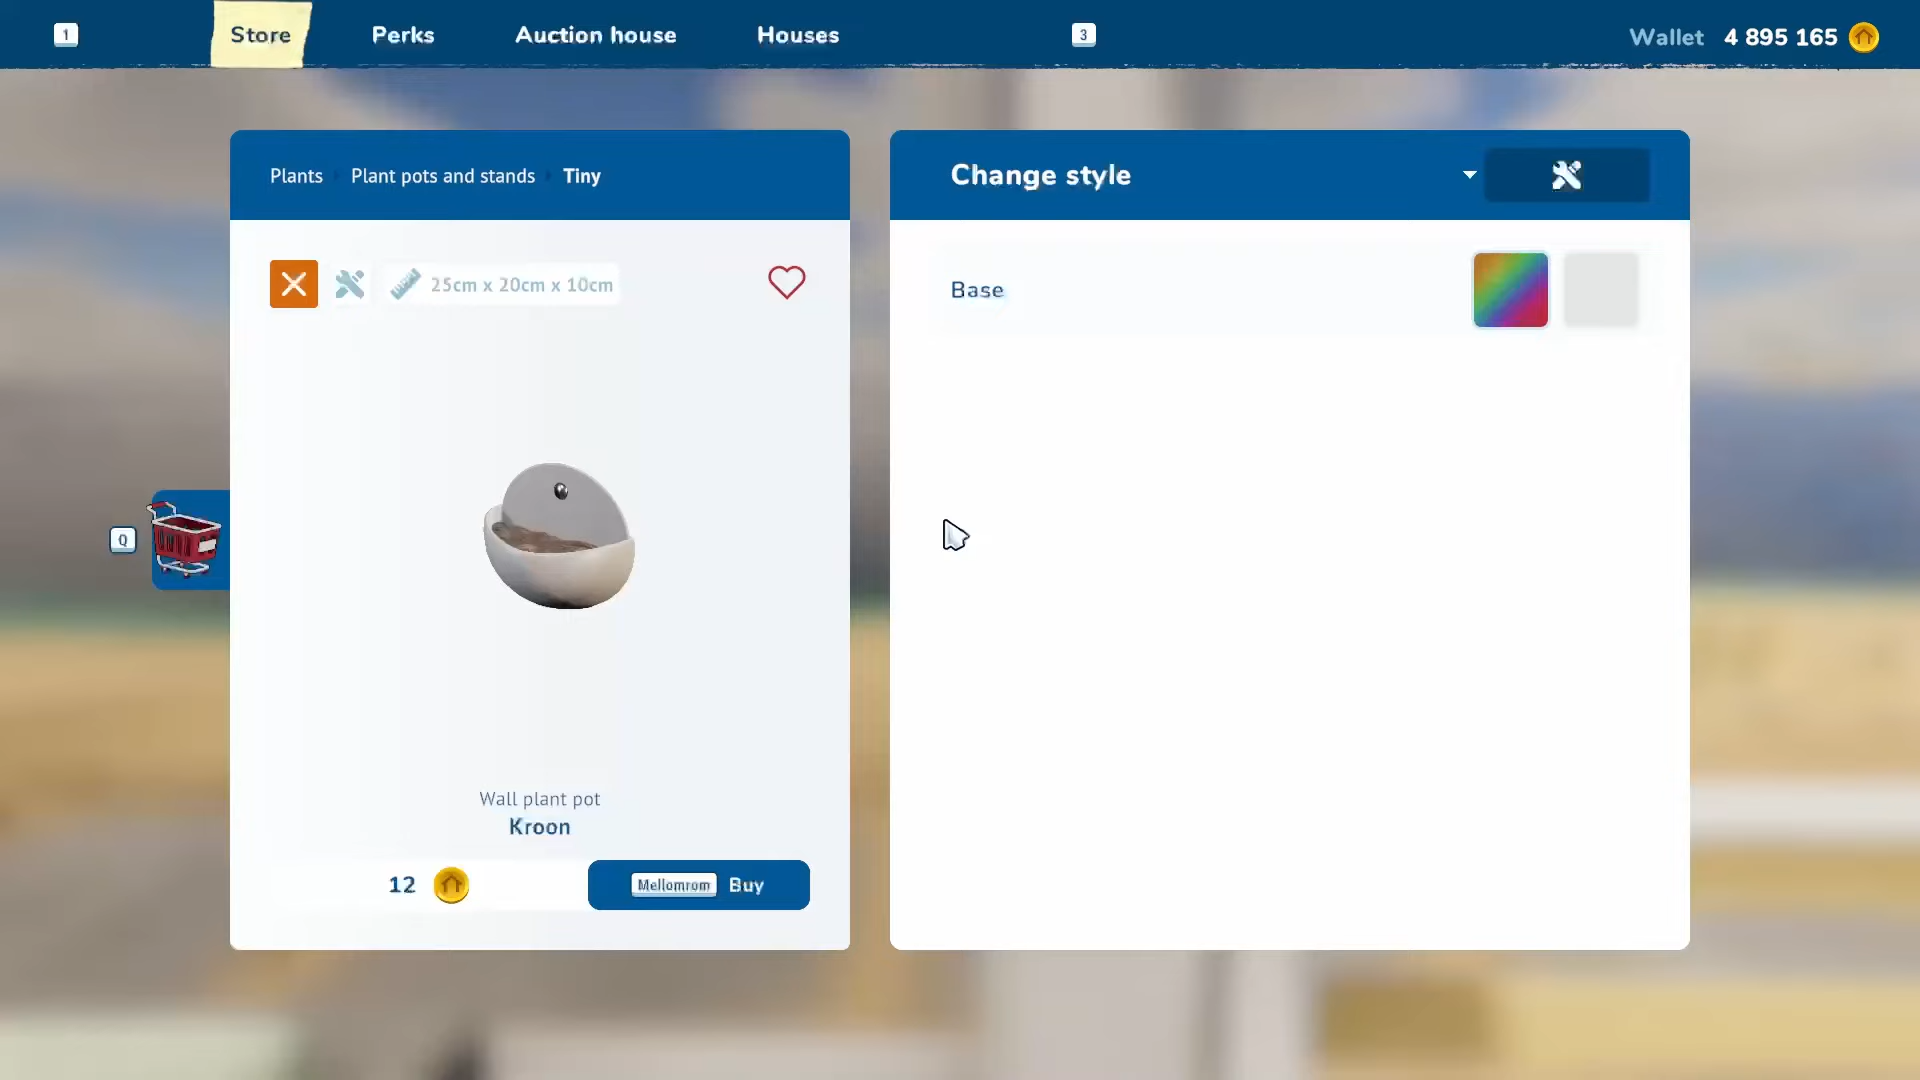 1
Store
Perks
Auction house
Houses
3
Wallet 4 895 165
Plants Plant pots and stands Tiny
25cm x 20cm x 10cm
Wall plant pot
Kroon
12
Mellomrom Buy
Q
Change style
Base